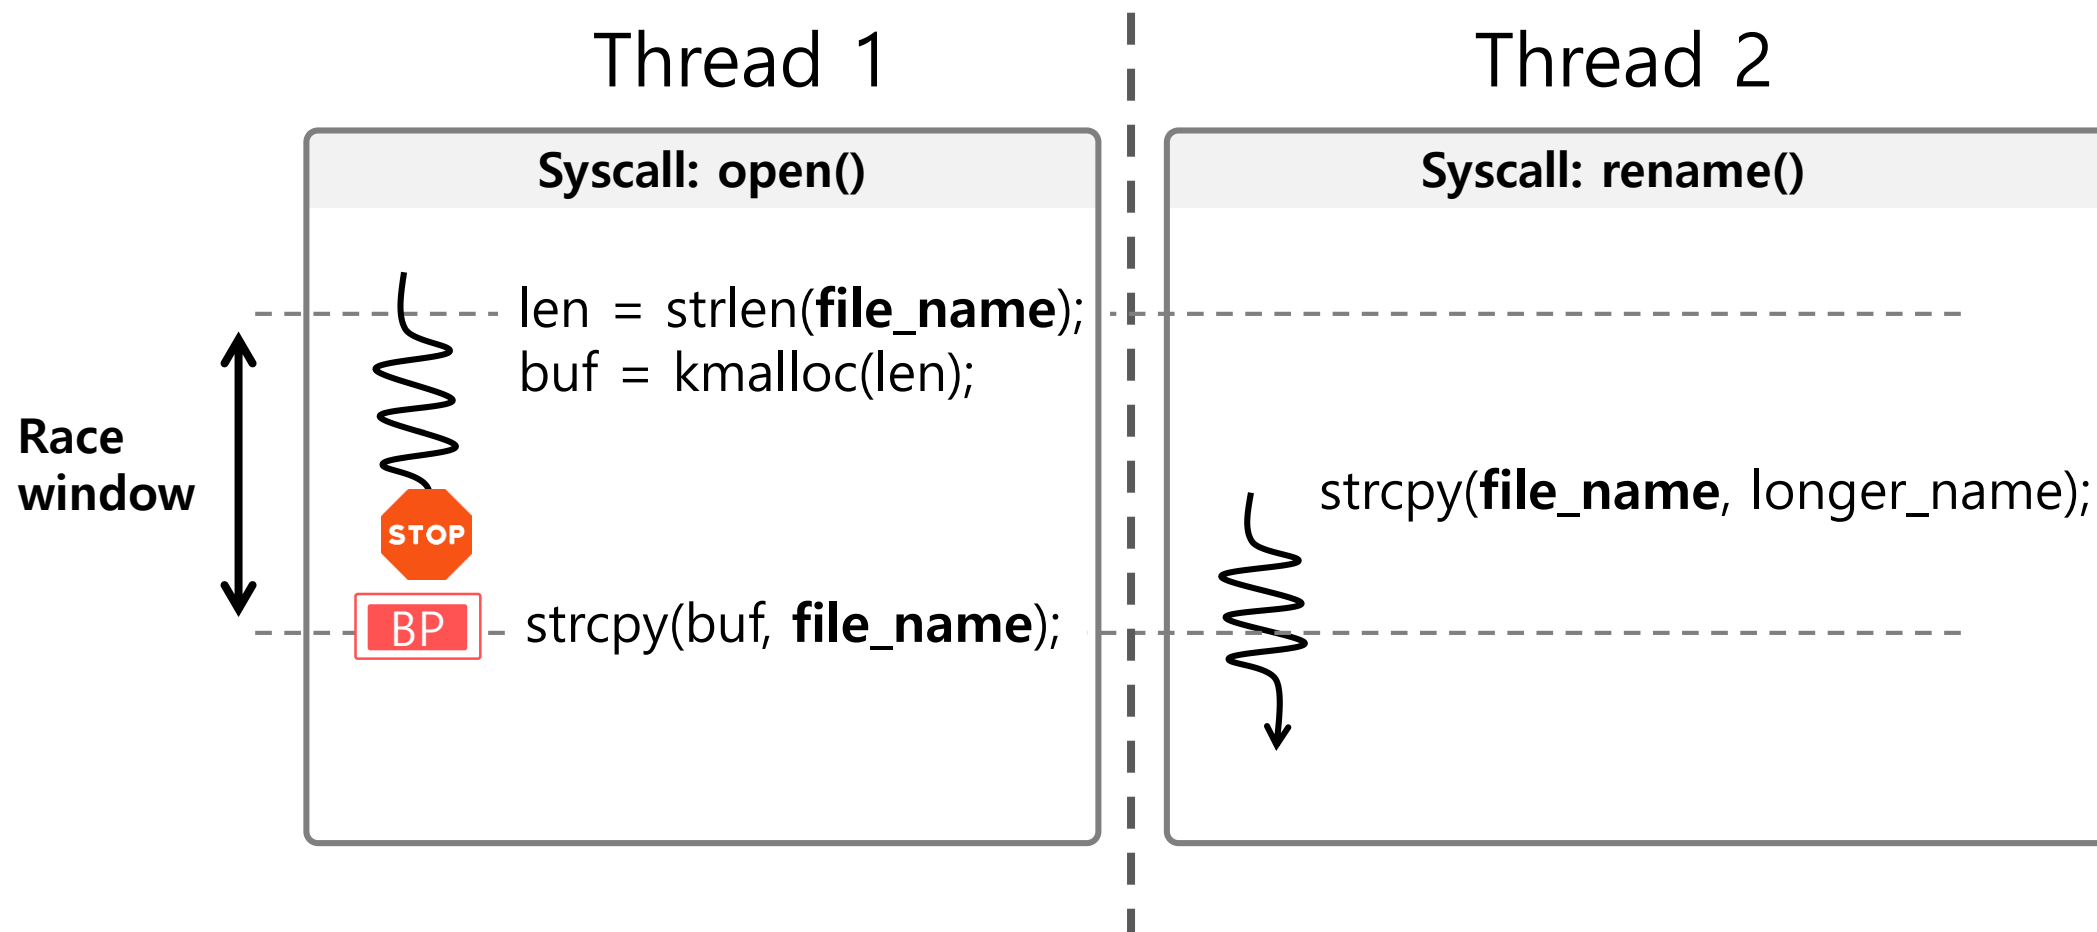 Thread 1
Thread 2
Syscall: open()
Syscall: rename()
len = strlen(file_name);
buf = kmalloc(len);
Race
window
strcpy(file_name, longer_name);
STOP
BP
strcpy(buf, file_name);